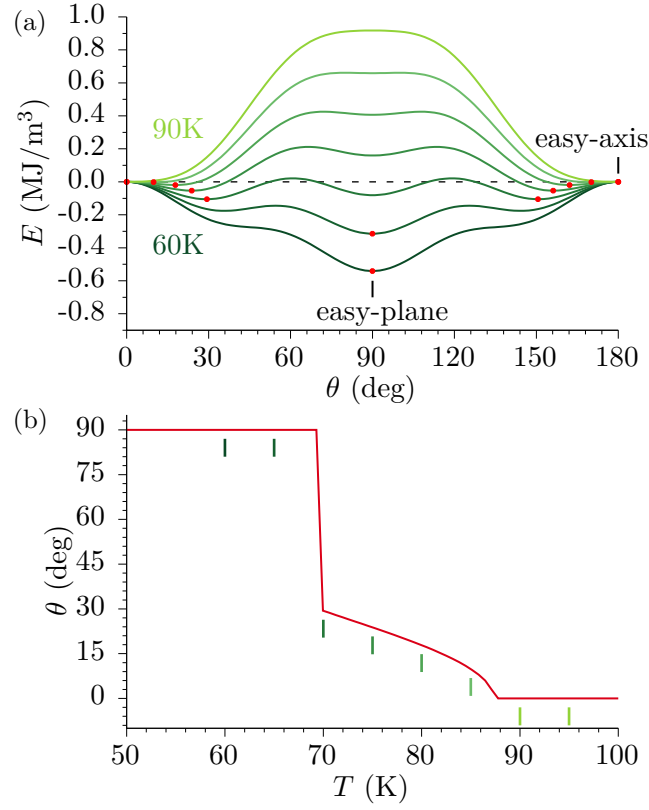 (a)
1.0
0.8
0.6
0.4
0.2
0.0
-0.2
-0.4
-0.6
-0.8
E (MJ/m³)
90K
60K
easy-axis
easy-plane
0 30 60 90 120 150 180
θ (deg)
(b)
90
75
60
45
30
15
0
θ (deg)
50 60 70 80 90 100
T (K)